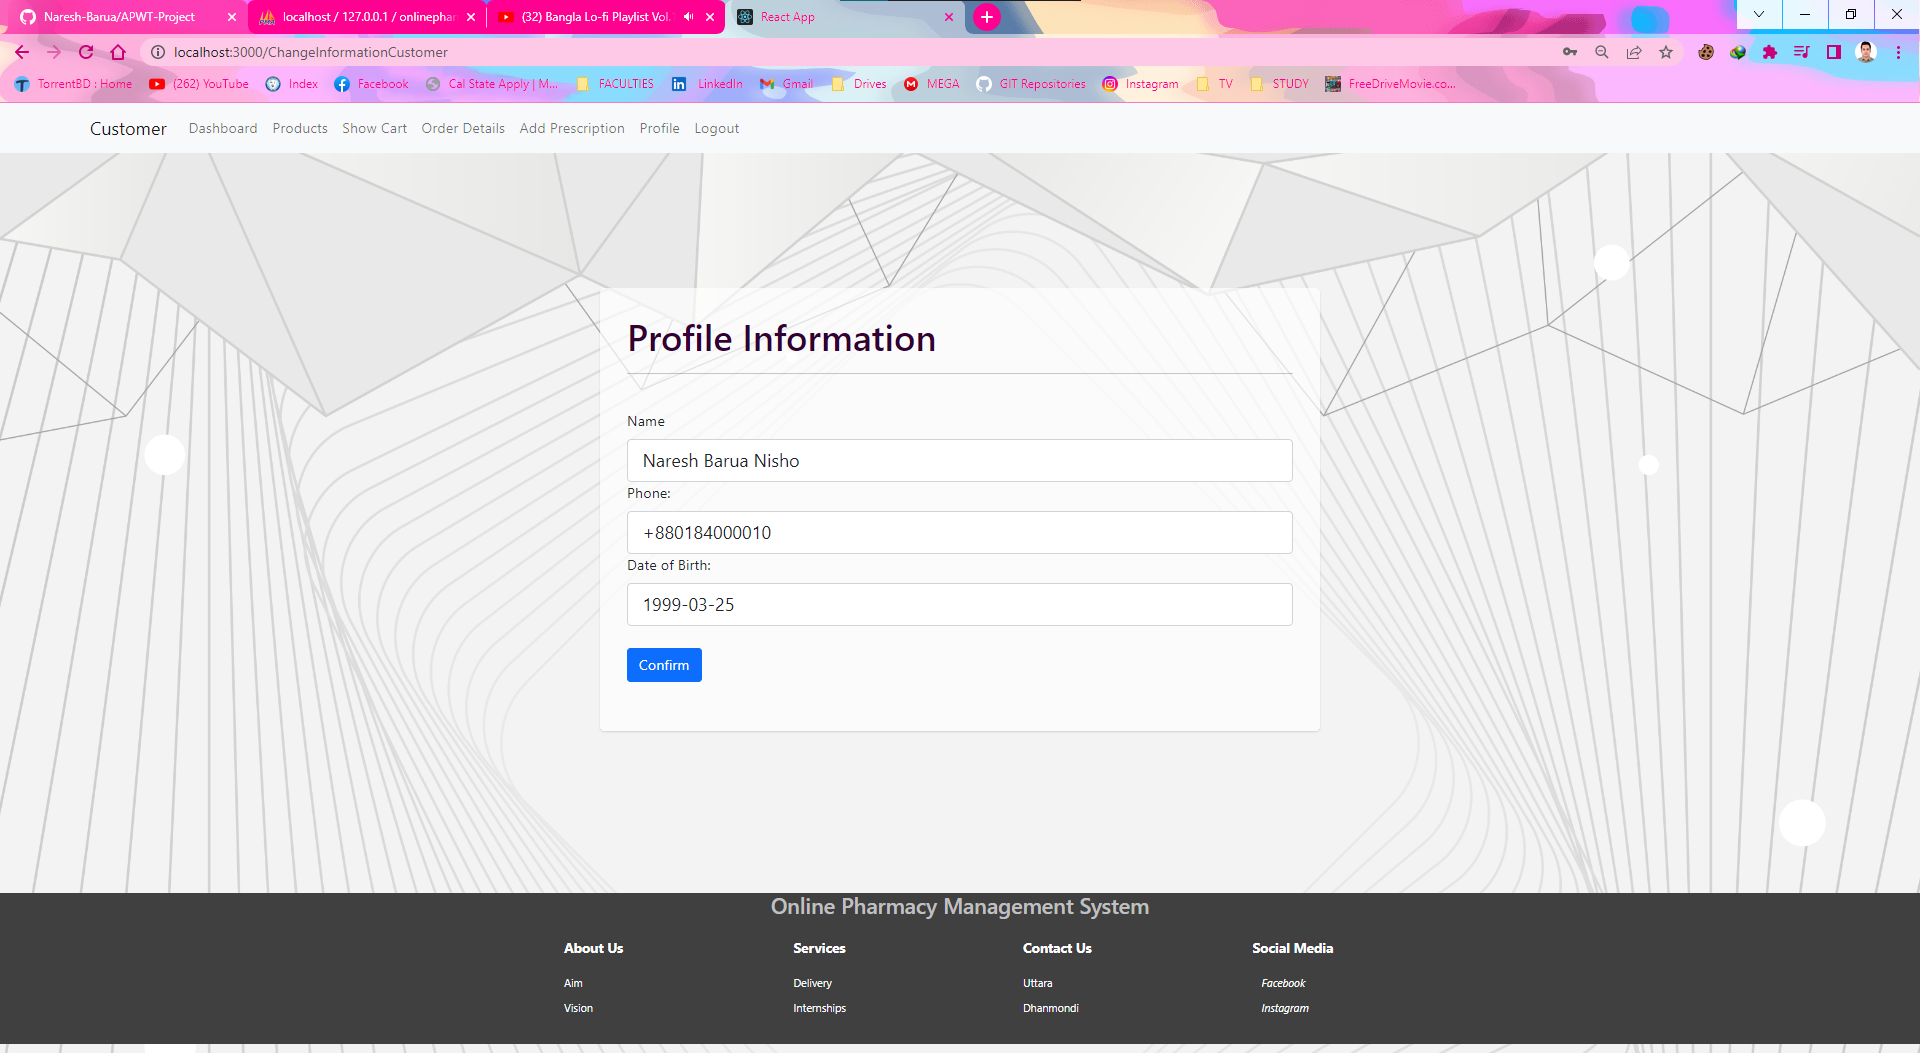 Naresh-Barua/APWT-Project
localhost / 127.0.0.1 / onlinephar
(32) Bangla Lo-fi Playlist Vol.
React App
localhost:3000/ChangeInformationCustomer
TorrentBD : Home
(262) YouTube
Index
Facebook
Cal State Apply | M...
FACULTIES
LinkedIn
Gmail
Drives
MEGA
GIT Repositories
Instagram
TV
STUDY
FreeDriveMovie.co...
Customer Dashboard Products Show Cart Order Details Add Prescription Profile Logout
Profile Information
Name
Naresh Barua Nisho
Phone:
+880184000010
Date of Birth:
1999-03-25
Confirm
Online Pharmacy Management System
About Us
Aim
Vision
Services
Delivery
Internships
Contact Us
Uttara
Dhanmondi
Social Media
Facebook
Instagram